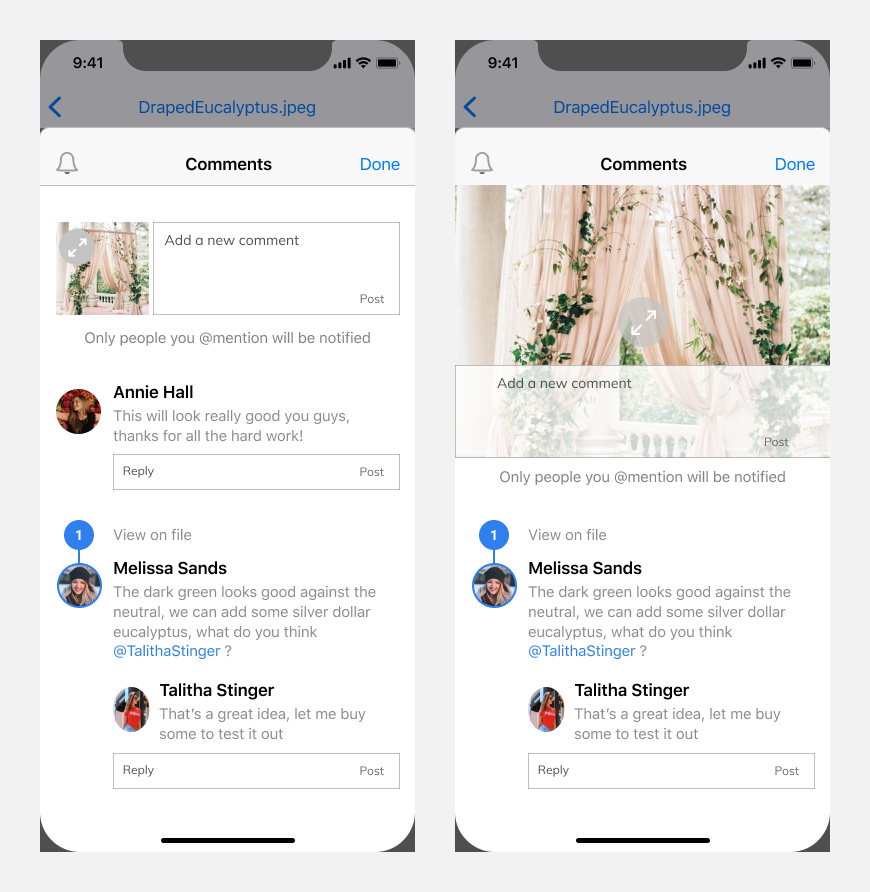 9:41
DrapedEucalyptus.jpeg
Comments
Done
Add a new comment
Post
Only people you @mention will be notified
Annie Hall
This will look really good you guys,
thanks for all the hard work!
Reply
Post
1
View on file
Melissa Sands
The dark green looks good against the
neutral, we can add some silver dollar
eucalyptus, what do you think
@TalithaStinger ?
Talitha Stinger
That's a great idea, let me buy
some to test it out
Reply
Post
9:41
DrapedEucalyptus.jpeg
Comments
Done
Add a new comment
Post
Only people you @mention will be notified
1
View on file
Melissa Sands
The dark green looks good against the
neutral, we can add some silver dollar
eucalyptus, what do you think
@TalithaStinger ?
Talitha Stinger
That's a great idea, let me buy
some to test it out
Reply
Post